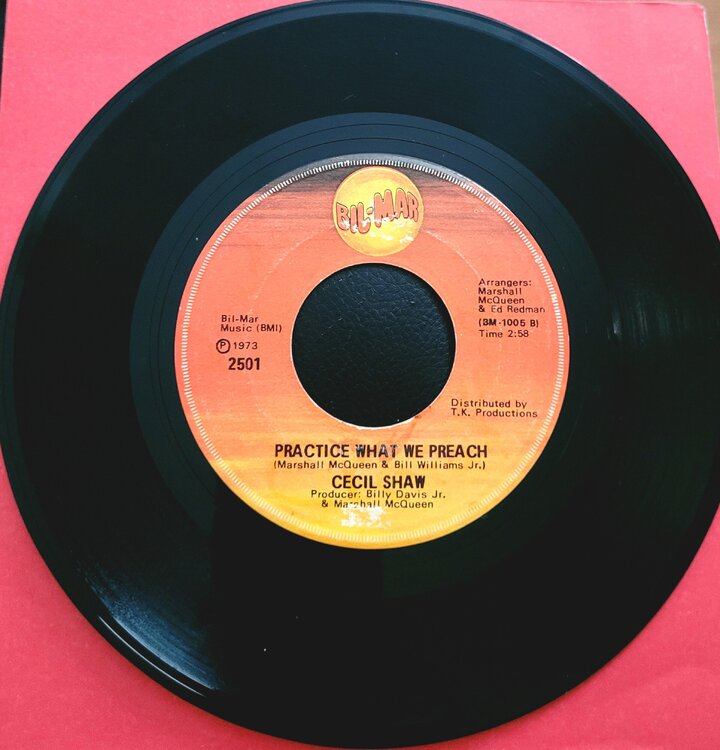 BIL-MAR
Bil-Mar
Music (BMI)
Ⓟ 1973
2501
Arrangers:
Marshall
McQueen
& Ed Redman
(BM-1005 B)
Time 2:58
Distributed by
T.K. Productions
PRACTICE WHAT WE PREACH
(Marshall McQueen & Bill Williams Jr.)
CECIL SHAW
Producer: Billy Davis Jr.
& Marshall McQueen